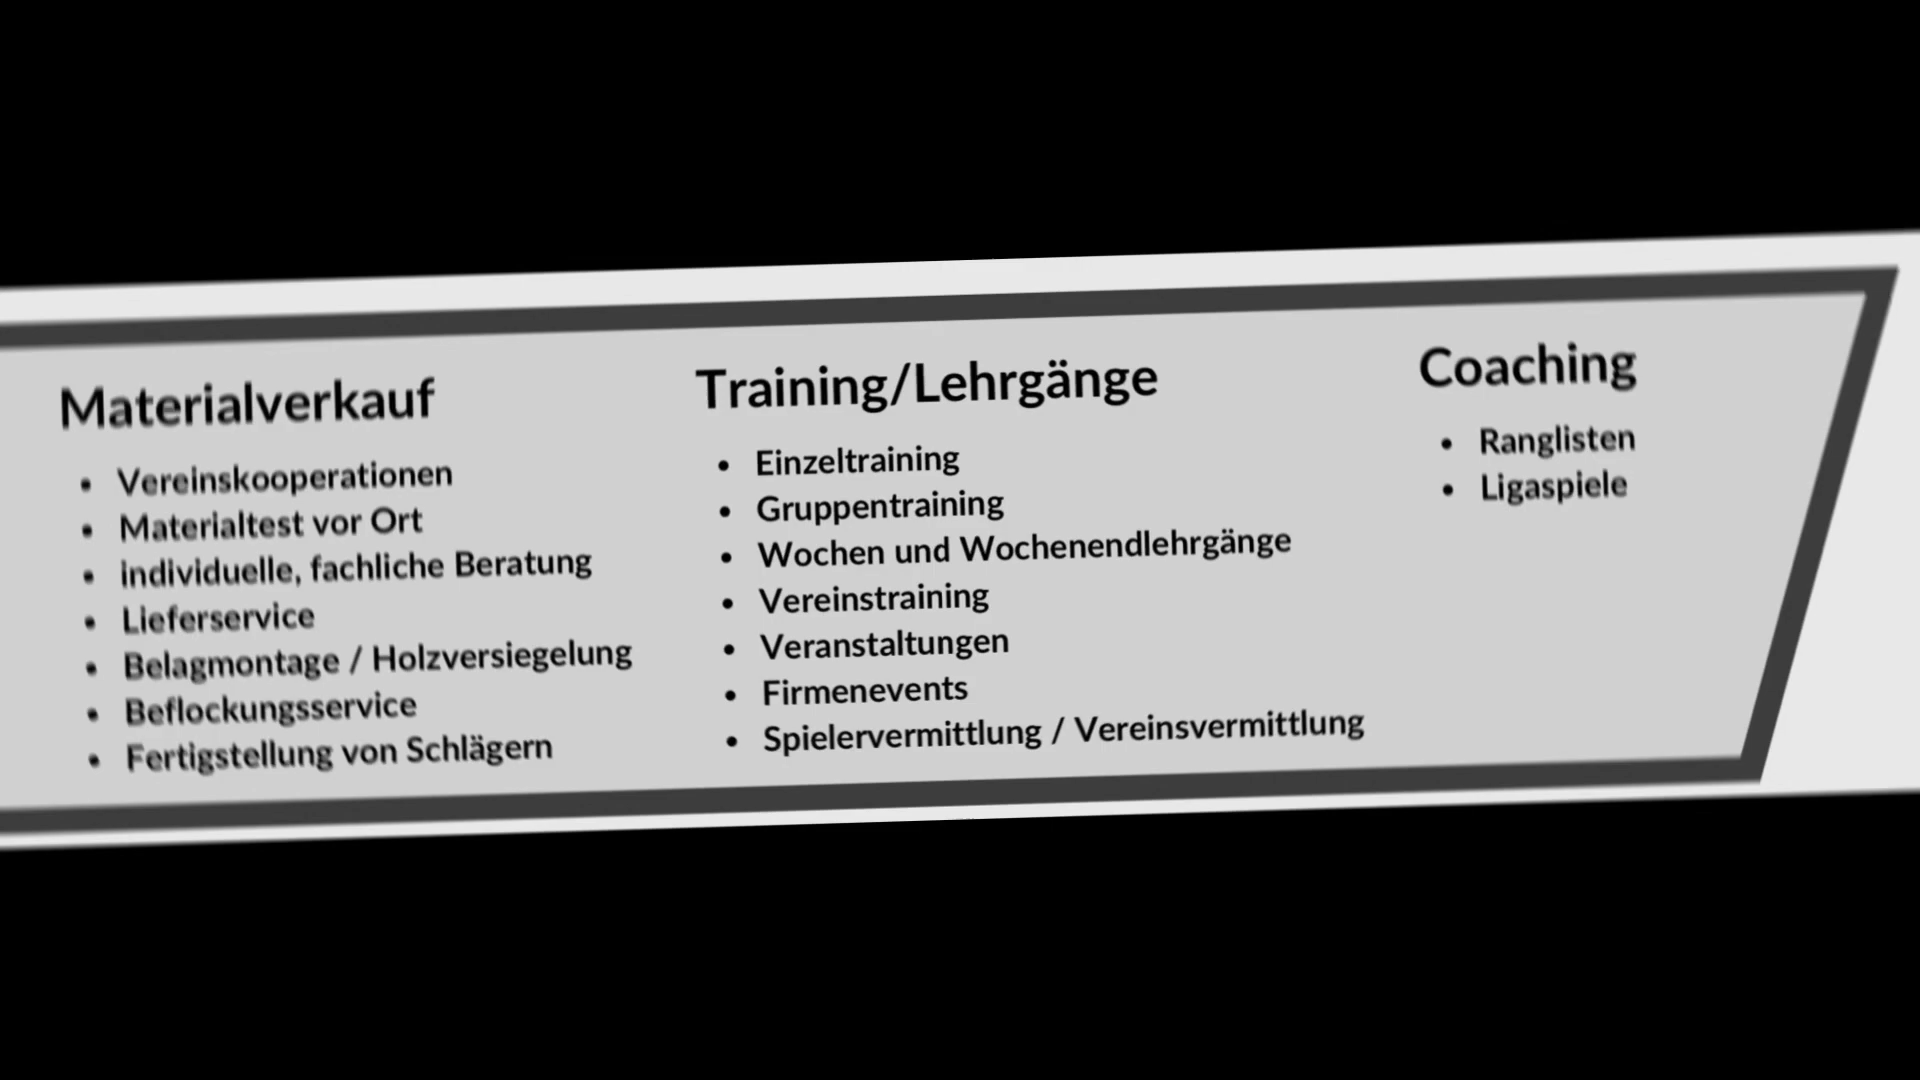 Materialverkauf
• Vereinskooperationen
• Materialtest vor Ort
• individuelle, fachliche Beratung
• Lieferservice
• Belagmontage / Holzversiegelung
• Beflockungsservice
• Fertigstellung von Schlägern
Training/Lehrgänge
• Einzeltraining
• Gruppentraining
• Wochen und Wochenendlehrgänge
• Vereinstraining
• Veranstaltungen
• Firmenevents
• Spielervermittlung / Vereinsvermittlung
Coaching
• Ranglisten
• Ligaspiele